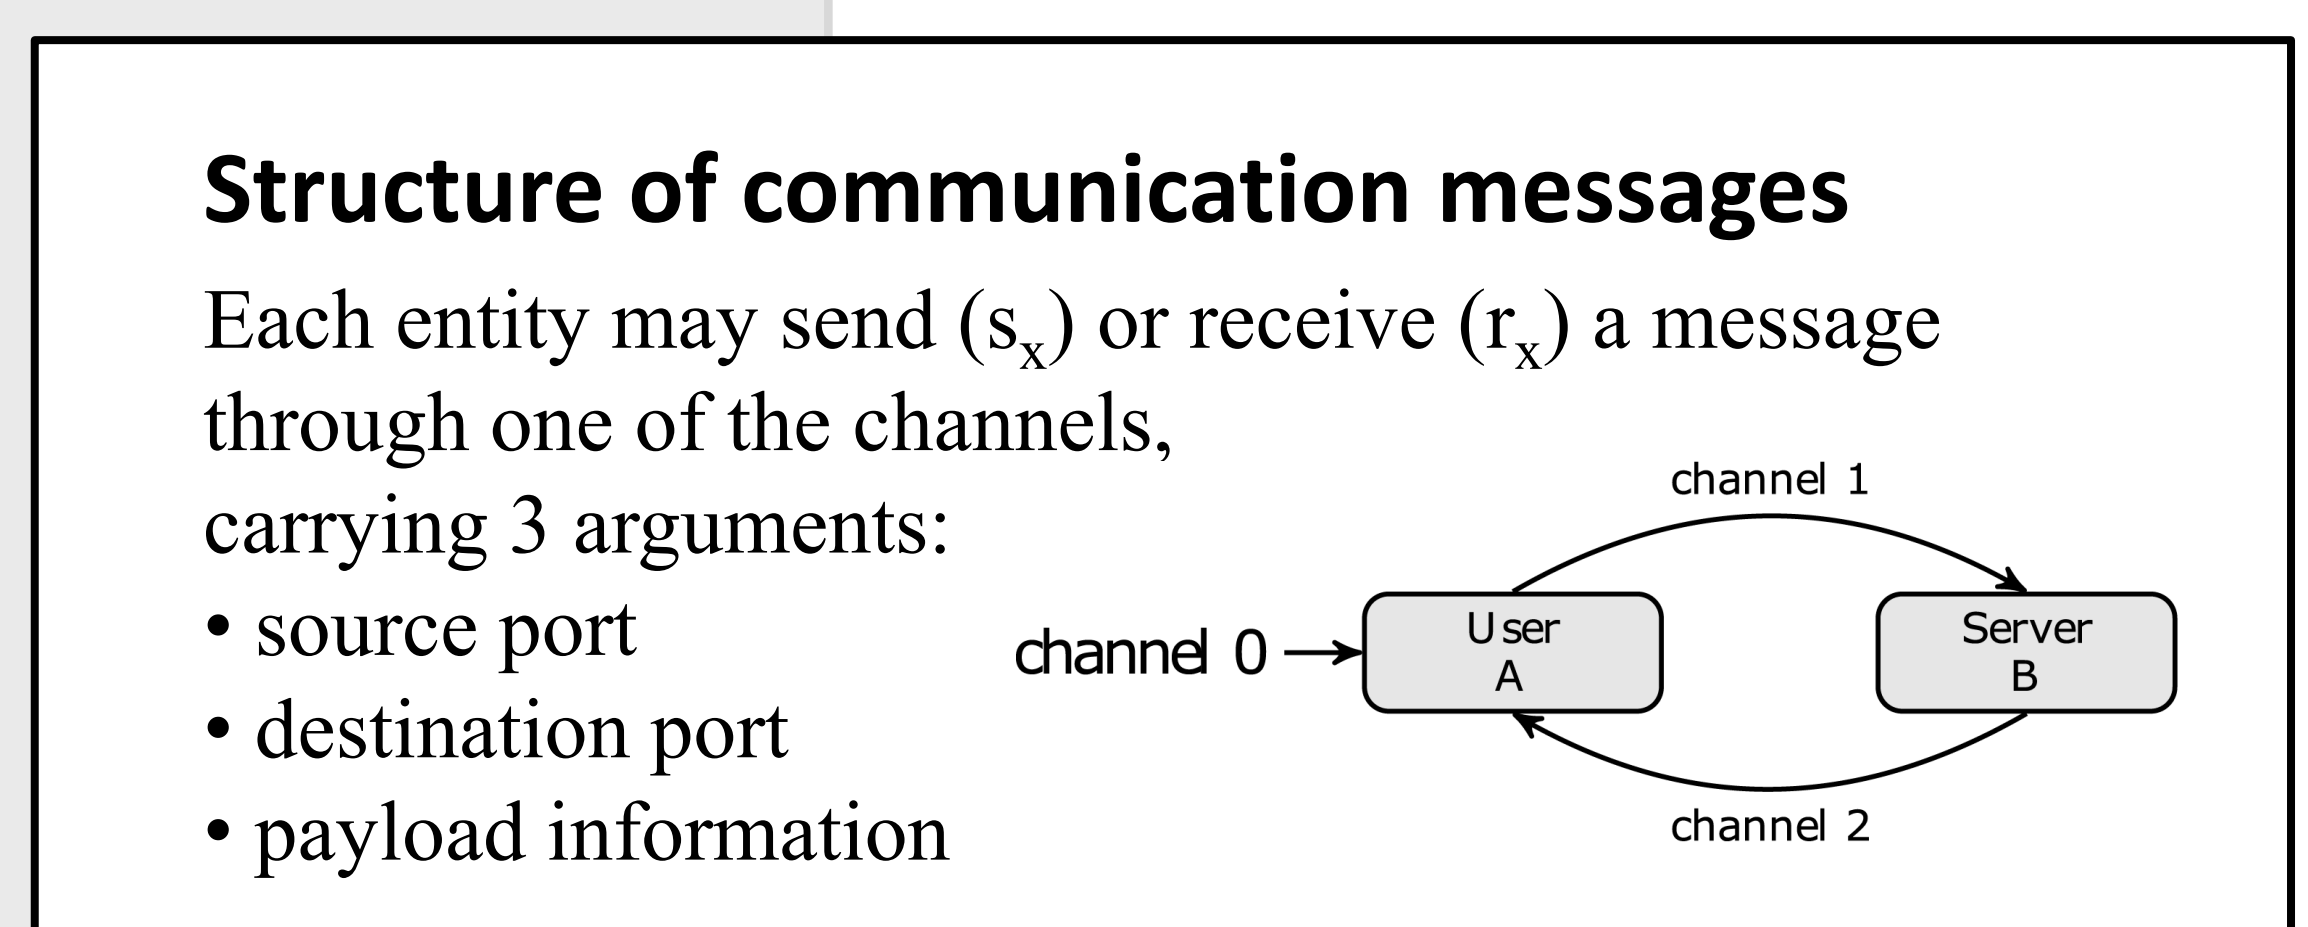 Structure of communication messages
Each entity may send (sₓ) or receive (rₓ) a message
through one of the channels,
carrying 3 arguments:
• source port
• destination port
• payload information
channel 1
channel 0
User
A
Server
B
channel 2